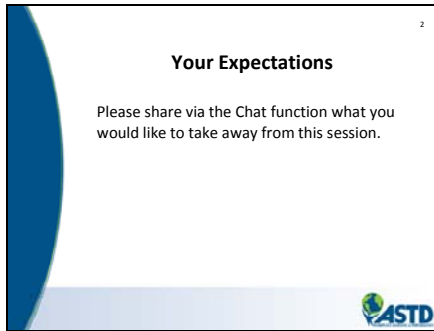 2
Your Expectations
Please share via the Chat function what you
would like to take away from this session.
ASTD